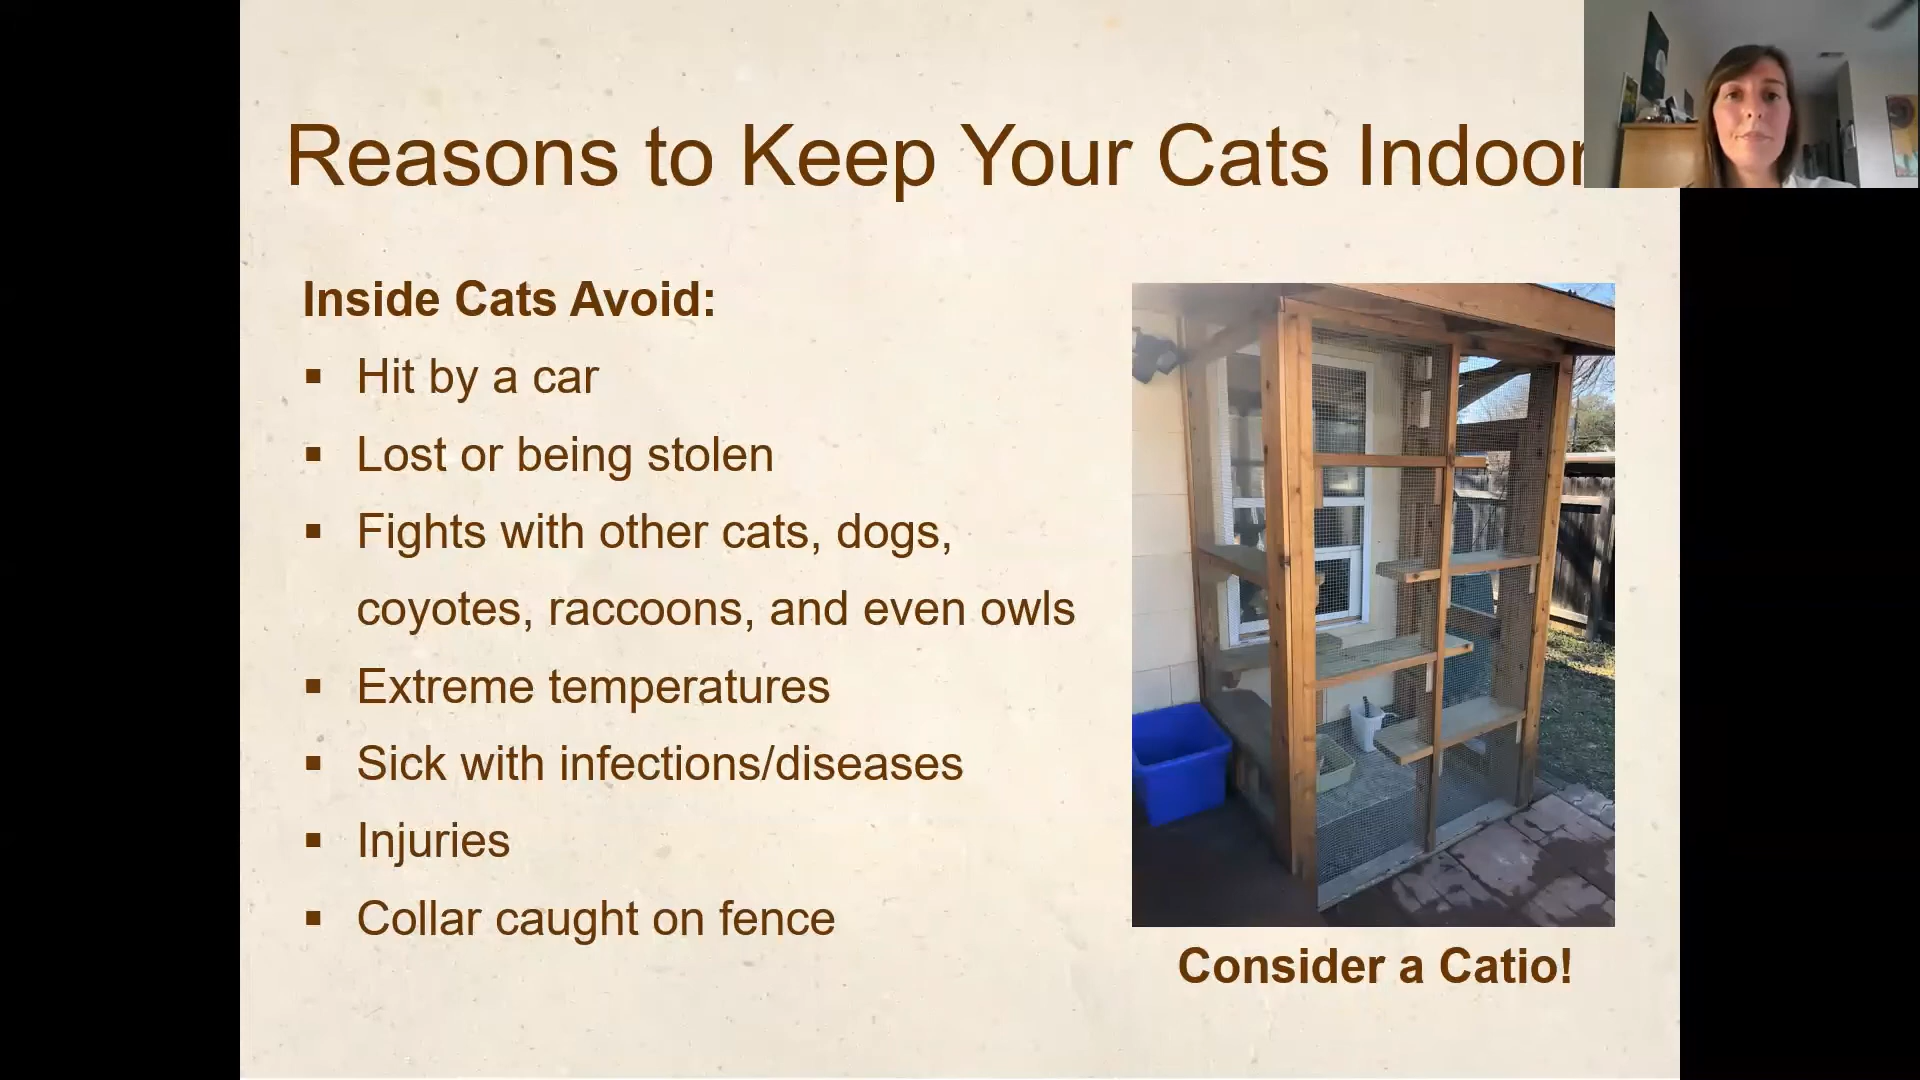 Reasons to Keep Your Cats Indoor
Inside Cats Avoid:
▪ Hit by a car
▪ Lost or being stolen
▪ Fights with other cats, dogs,
coyotes, raccoons, and even owls
▪ Extreme temperatures
▪ Sick with infections/diseases
▪ Injuries
▪ Collar caught on fence
Consider a Catio!